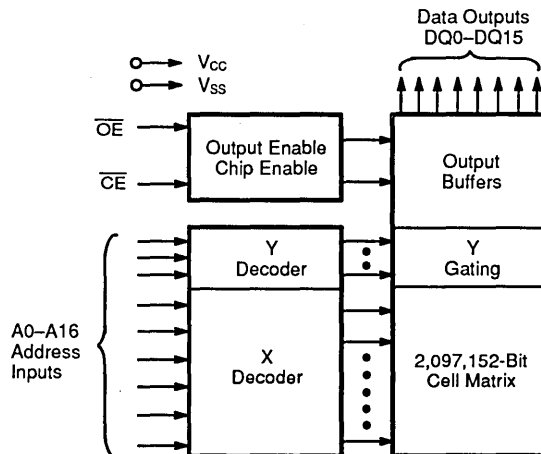 Data Outputs
DQ0–DQ15
VCC
VSS
OE
CE
Output Enable
Chip Enable
Output
Buffers
Y
Decoder
Y
Gating
A0–A16
Address
Inputs
X
Decoder
2,097,152-Bit
Cell Matrix